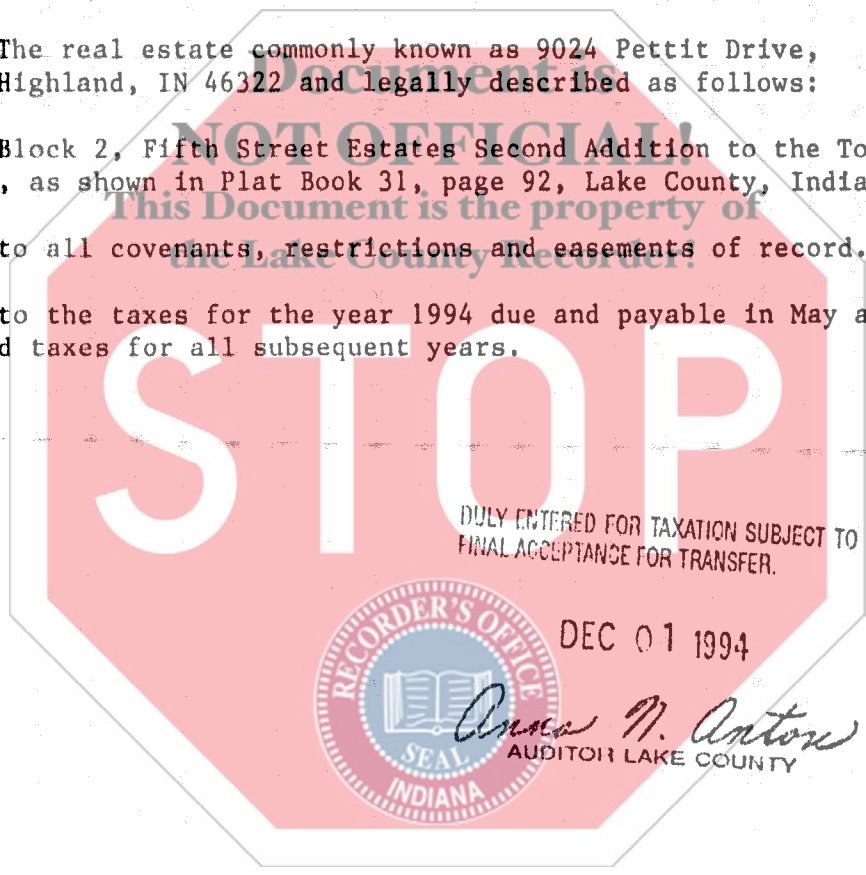 The real estate commonly known as 9024 Pettit Drive,
Highland, IN 46322 and legally described as follows:
Document is
NOT OFFICIAL!
Block 2, Fifth Street Estates Second Addition to the To
, as shown in Plat Book 31, page 92, Lake County, India
This Document is the property of
the Lake County Recorder!
to all covenants, restrictions and easements of record.
to the taxes for the year 1994 due and payable in May a
d taxes for all subsequent years.
STOP
DULY ENTERED FOR TAXATION SUBJECT TO
FINAL ACCEPTANCE FOR TRANSFER.
DEC 01 1994
Anna N. Anton
AUDITOR LAKE COUNTY
RECORDER'S OFFICE
SEAL
INDIANA